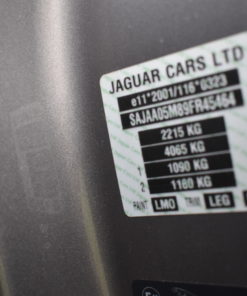 JAGUAR CARS LTD
e11*2001/116*0323
SAJAA05M89FR45464
2215 KG
4065 KG
1 1090 KG
2 1180 KG
PAINT LMO TRIM LEG